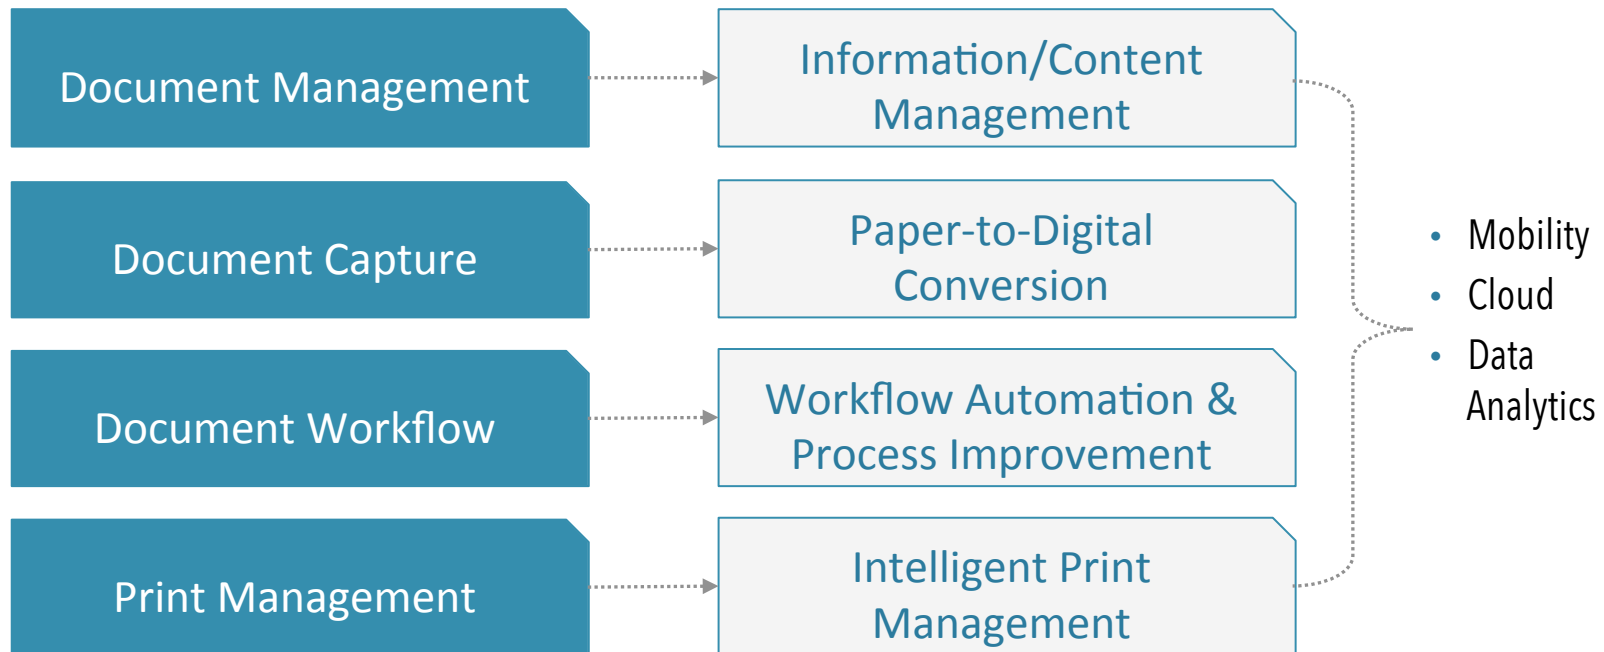 Document Management
Information/Content
Management
Document Capture
Paper-to-Digital
Conversion
Document Workflow
Workflow Automation &
Process Improvement
Print Management
Intelligent Print
Management
• Mobility
• Cloud
• Data
Analytics